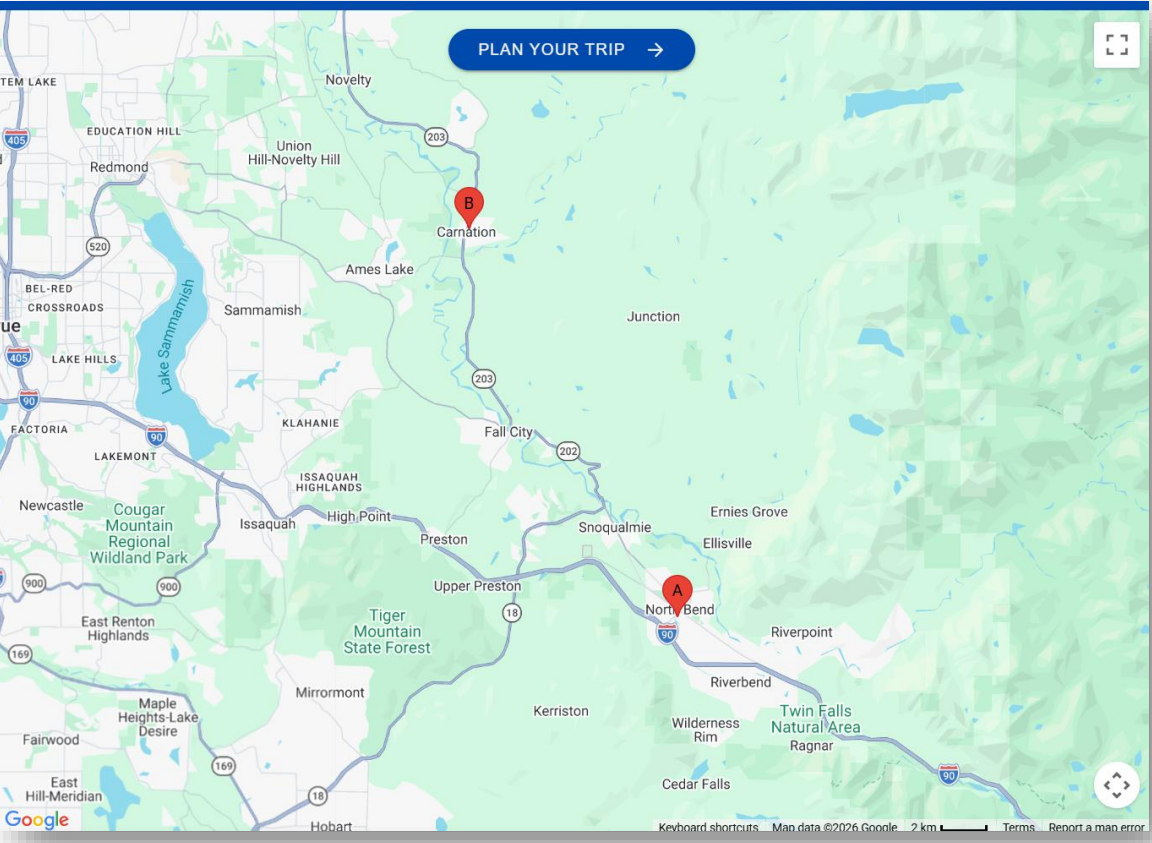 PLAN YOUR TRIP
Novelty
TEM LAKE
EDUCATION HILL
405
203
Union
Hill-Novelty Hill
Redmond
B
Carnation
520
Ames Lake
BEL-RED
CROSSROADS
Sammamish
Lake Sammamish
Junction
ue
405
LAKE HILLS
203
90
KLAHANIE
FACTORIA
90
Fall City
202
LAKEMONT
ISSAQUAH
HIGHLANDS
Newcastle
Cougar
Mountain
Regional
Wildland Park
Issaquah
High Point
Preston
Snoqualmie
Ernies Grove
Ellisville
900
900
Upper Preston
A
North Bend
18
90
Tiger
Mountain
State Forest
East Renton
Highlands
Riverpoint
169
Mirrormont
Riverbend
Maple
Heights-Lake
Desire
Kerriston
Wilderness
Rim
Twin Falls
Natural Area
Ragnar
Fairwood
169
90
East
Hill-Meridian
18
Cedar Falls
Google
Hobart
Keyboard shortcuts Map data ©2026 Google 2 km Terms Report a map error